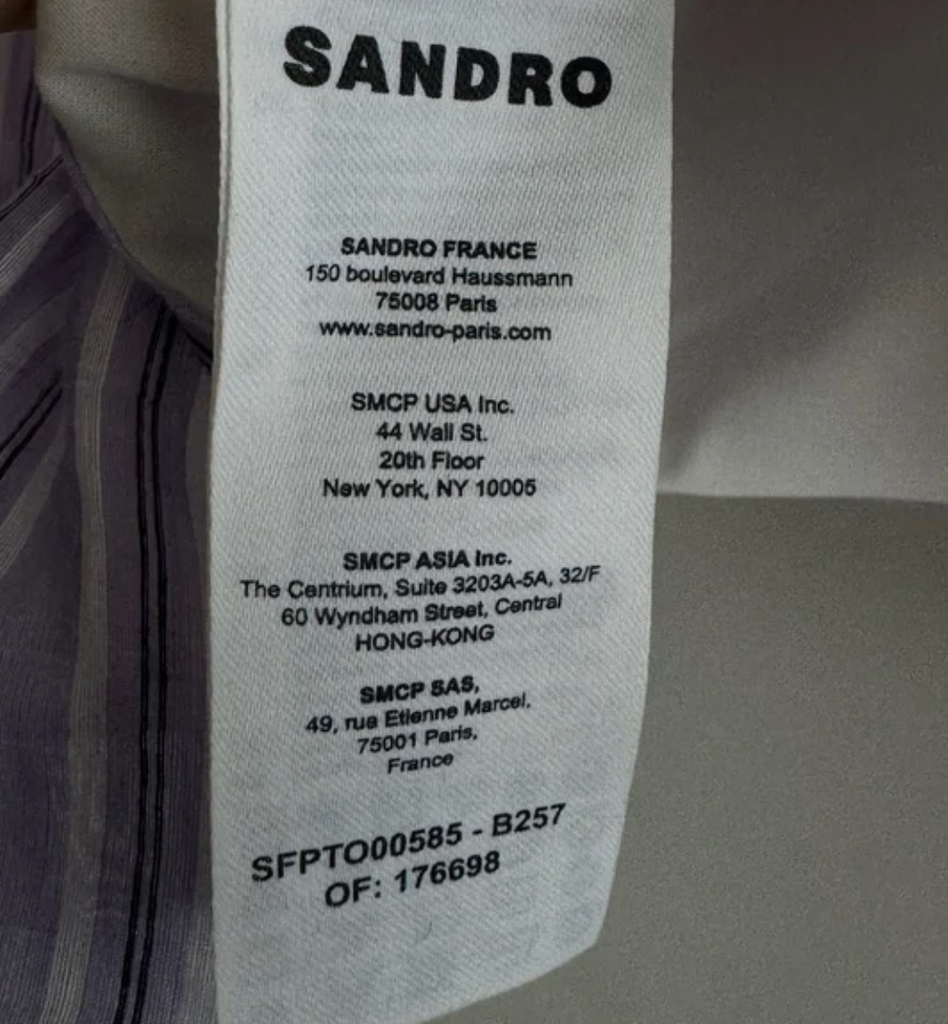 SANDRO
SANDRO FRANCE
150 boulevard Haussmann
75008 Paris
www.sandro-paris.com
SMCP USA Inc.
44 Wall St.
20th Floor
New York, NY 10005
SMCP ASIA Inc.
The Centrium, Suite 3203A-5A, 32/F
60 Wyndham Street, Central
HONG-KONG
SMCP SAS,
49, rue Etienne Marcel,
75001 Paris,
France
SFPTO00585 - B257
OF: 176698